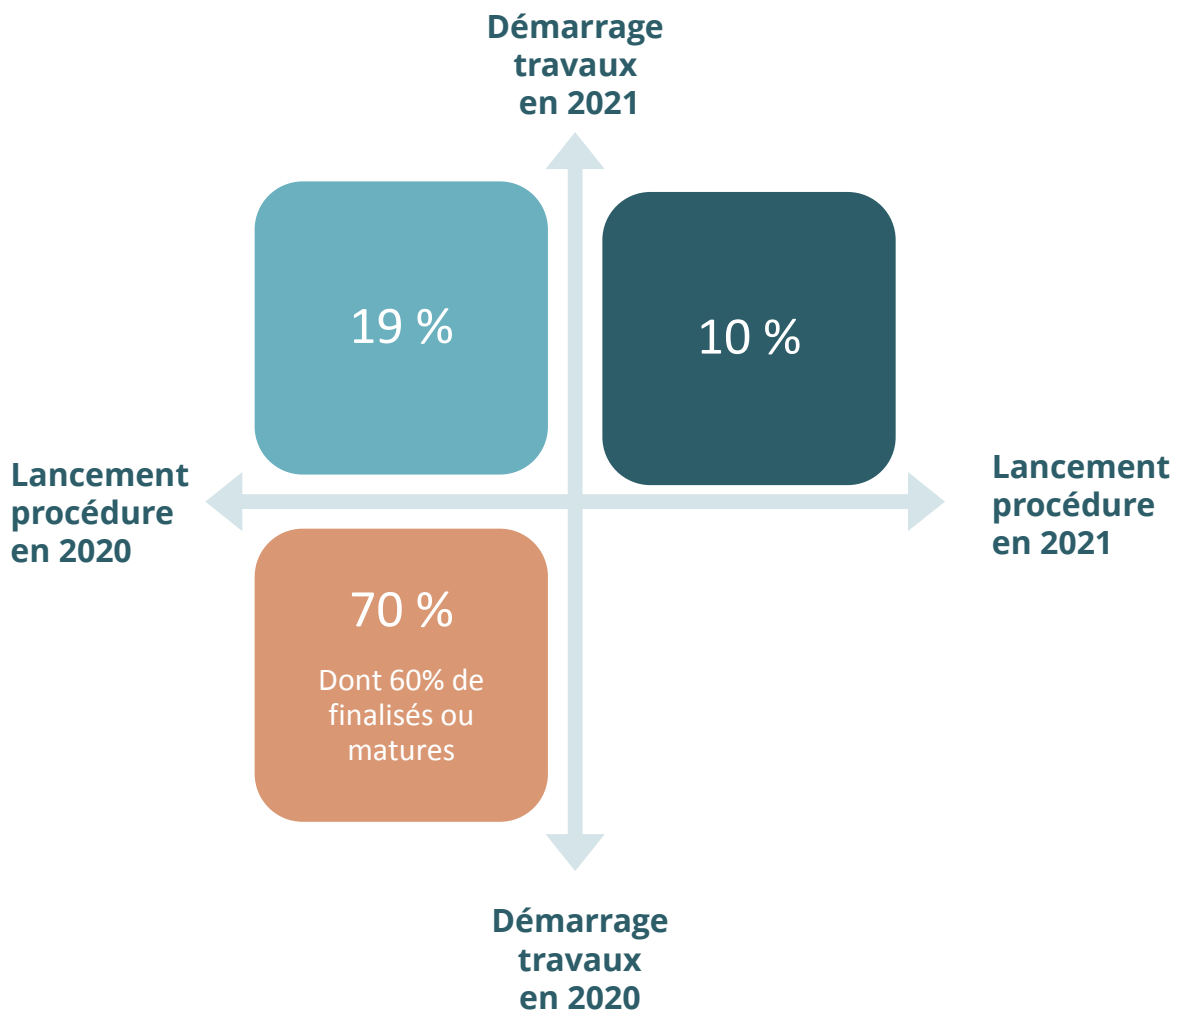 Démarrage
travaux
en 2021
19 %
10 %
Lancement
procédure
en 2020
Lancement
procédure
en 2021
70 %
Dont 60% de
finalisés ou
matures
Démarrage
travaux
en 2020